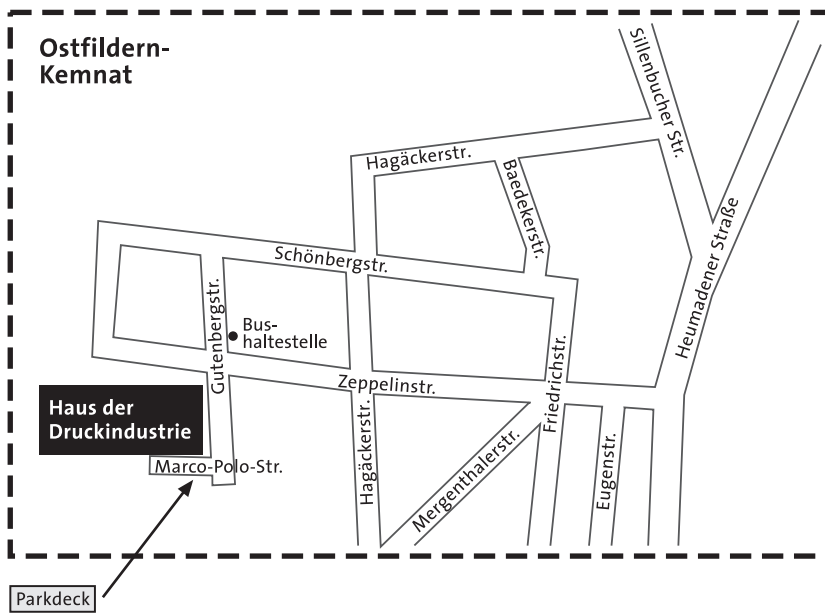 Ostfildern-
Kemnat
Sillenbucher Str.
Hagäckerstr.
Baedekerstr.
Heumadener Straße
Schönbergstr.
Gutenbergstr.
Bus-
haltestelle
Zeppelinstr.
Friedrichstr.
Haus der
Druckindustrie
Hagäckerstr.
Mergenthalerstr.
Eugenstr.
Marco-Polo-Str.
Parkdeck